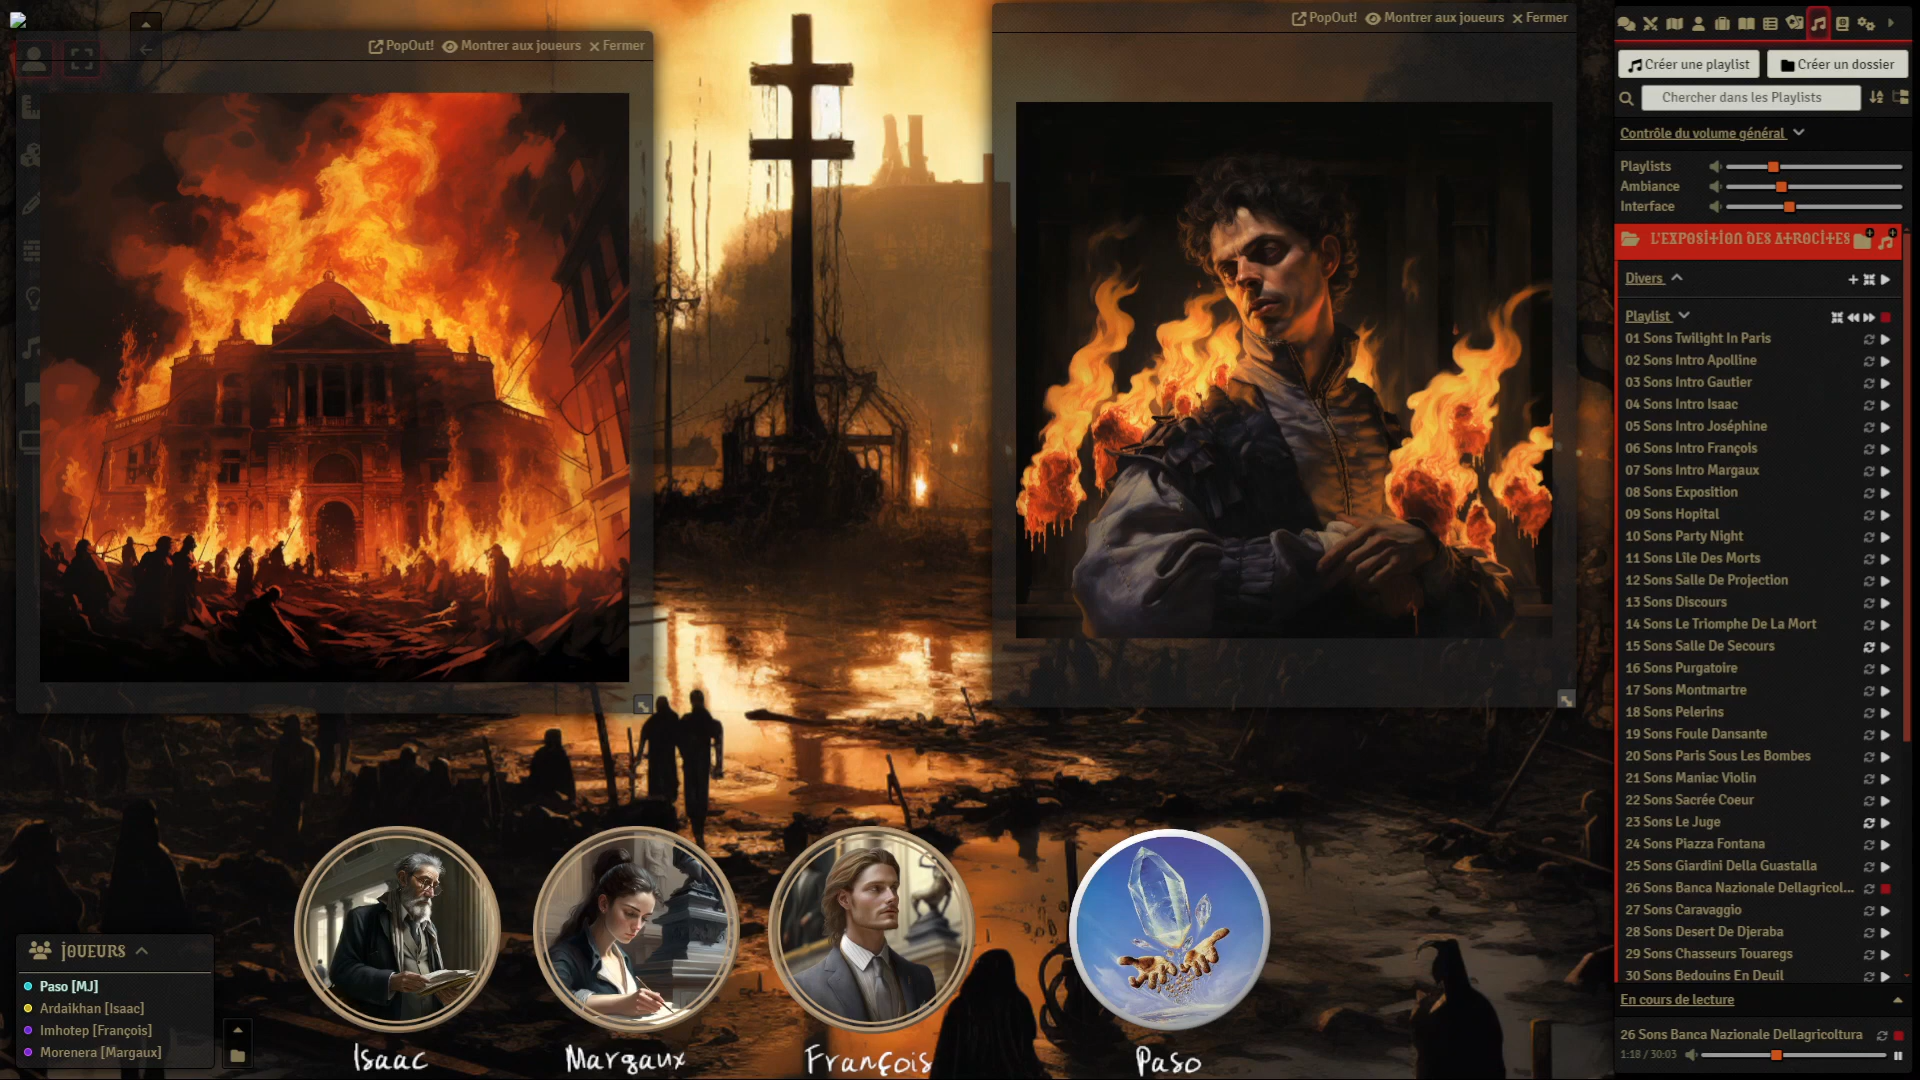 PopOut! Montrer aux joueurs Fermer
PopOut! Montrer aux joueurs Fermer
Créer une playlist
Créer un dossier
Chercher dans les Playlists
Contrôle du volume général
Playlists
Ambiance
Interface
L'EXPOSITION DES ATROCITES
Divers
Playlist
01 Sons Twilight In Paris
02 Sons Intro Apolline
03 Sons Intro Gautier
04 Sons Intro Isaac
05 Sons Intro Joséphine
06 Sons Intro François
07 Sons Intro Margaux
08 Sons Exposition
09 Sons Hopital
10 Sons Party Night
11 Sons L'île Des Morts
12 Sons Salle De Projection
13 Sons Discours
14 Sons Le Triomphe De La Mort
15 Sons Salle De Secours
16 Sons Purgatoire
17 Sons Montmartre
18 Sons Pelerins
19 Sons Foule Dansante
20 Sons Paris Sous Les Bombes
21 Sons Maniac Violin
22 Sons Sacrée Coeur
23 Sons Le Juge
24 Sons Piazza Fontana
25 Sons Giardini Della Guastalla
26 Sons Banca Nazionale Dellagricol...
27 Sons Caravaggio
28 Sons Desert De Djeraba
29 Sons Chasseurs Touaregs
30 Sons Bedouins En Deuil
En cours de lecture
26 Sons Banca Nazionale Dellagricoltura
1:18 / 30:03
JOUEURS
Paso [MJ]
Ardaikhan [Isaac]
Imhotep [François]
Morenera [Margaux]
Isaac
Margaux
François
Paso